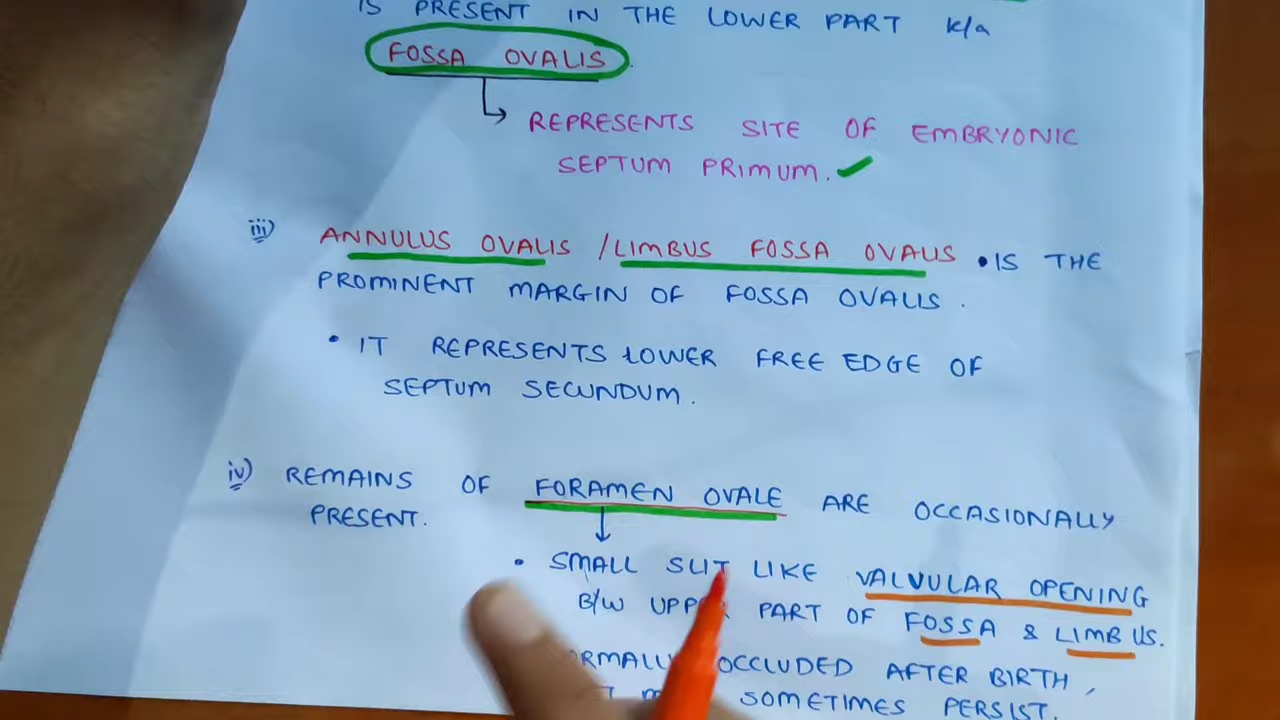 IS PRESENT IN THE LOWER PART K/a
FOSSA OVALIS.
REPRESENTS SITE OF EMBRYONIC
SEPTUM PRIMUM.
iii) ANNULUS OVALIS / LIMBUS FOSSA OVALIS • IS THE
PROMINENT MARGIN OF FOSSA OVALIS.
• IT REPRESENTS LOWER FREE EDGE OF
SEPTUM SECUNDUM.
iv) REMAINS OF FORAMEN OVALE ARE OCCASIONALLY
PRESENT.
• SMALL SLIT LIKE VALVULAR OPENING
B/W PART OF FOSSA & LIMBUS.
OCCLUDED AFTER BIRTH,
SOMETIMES PERSIST.